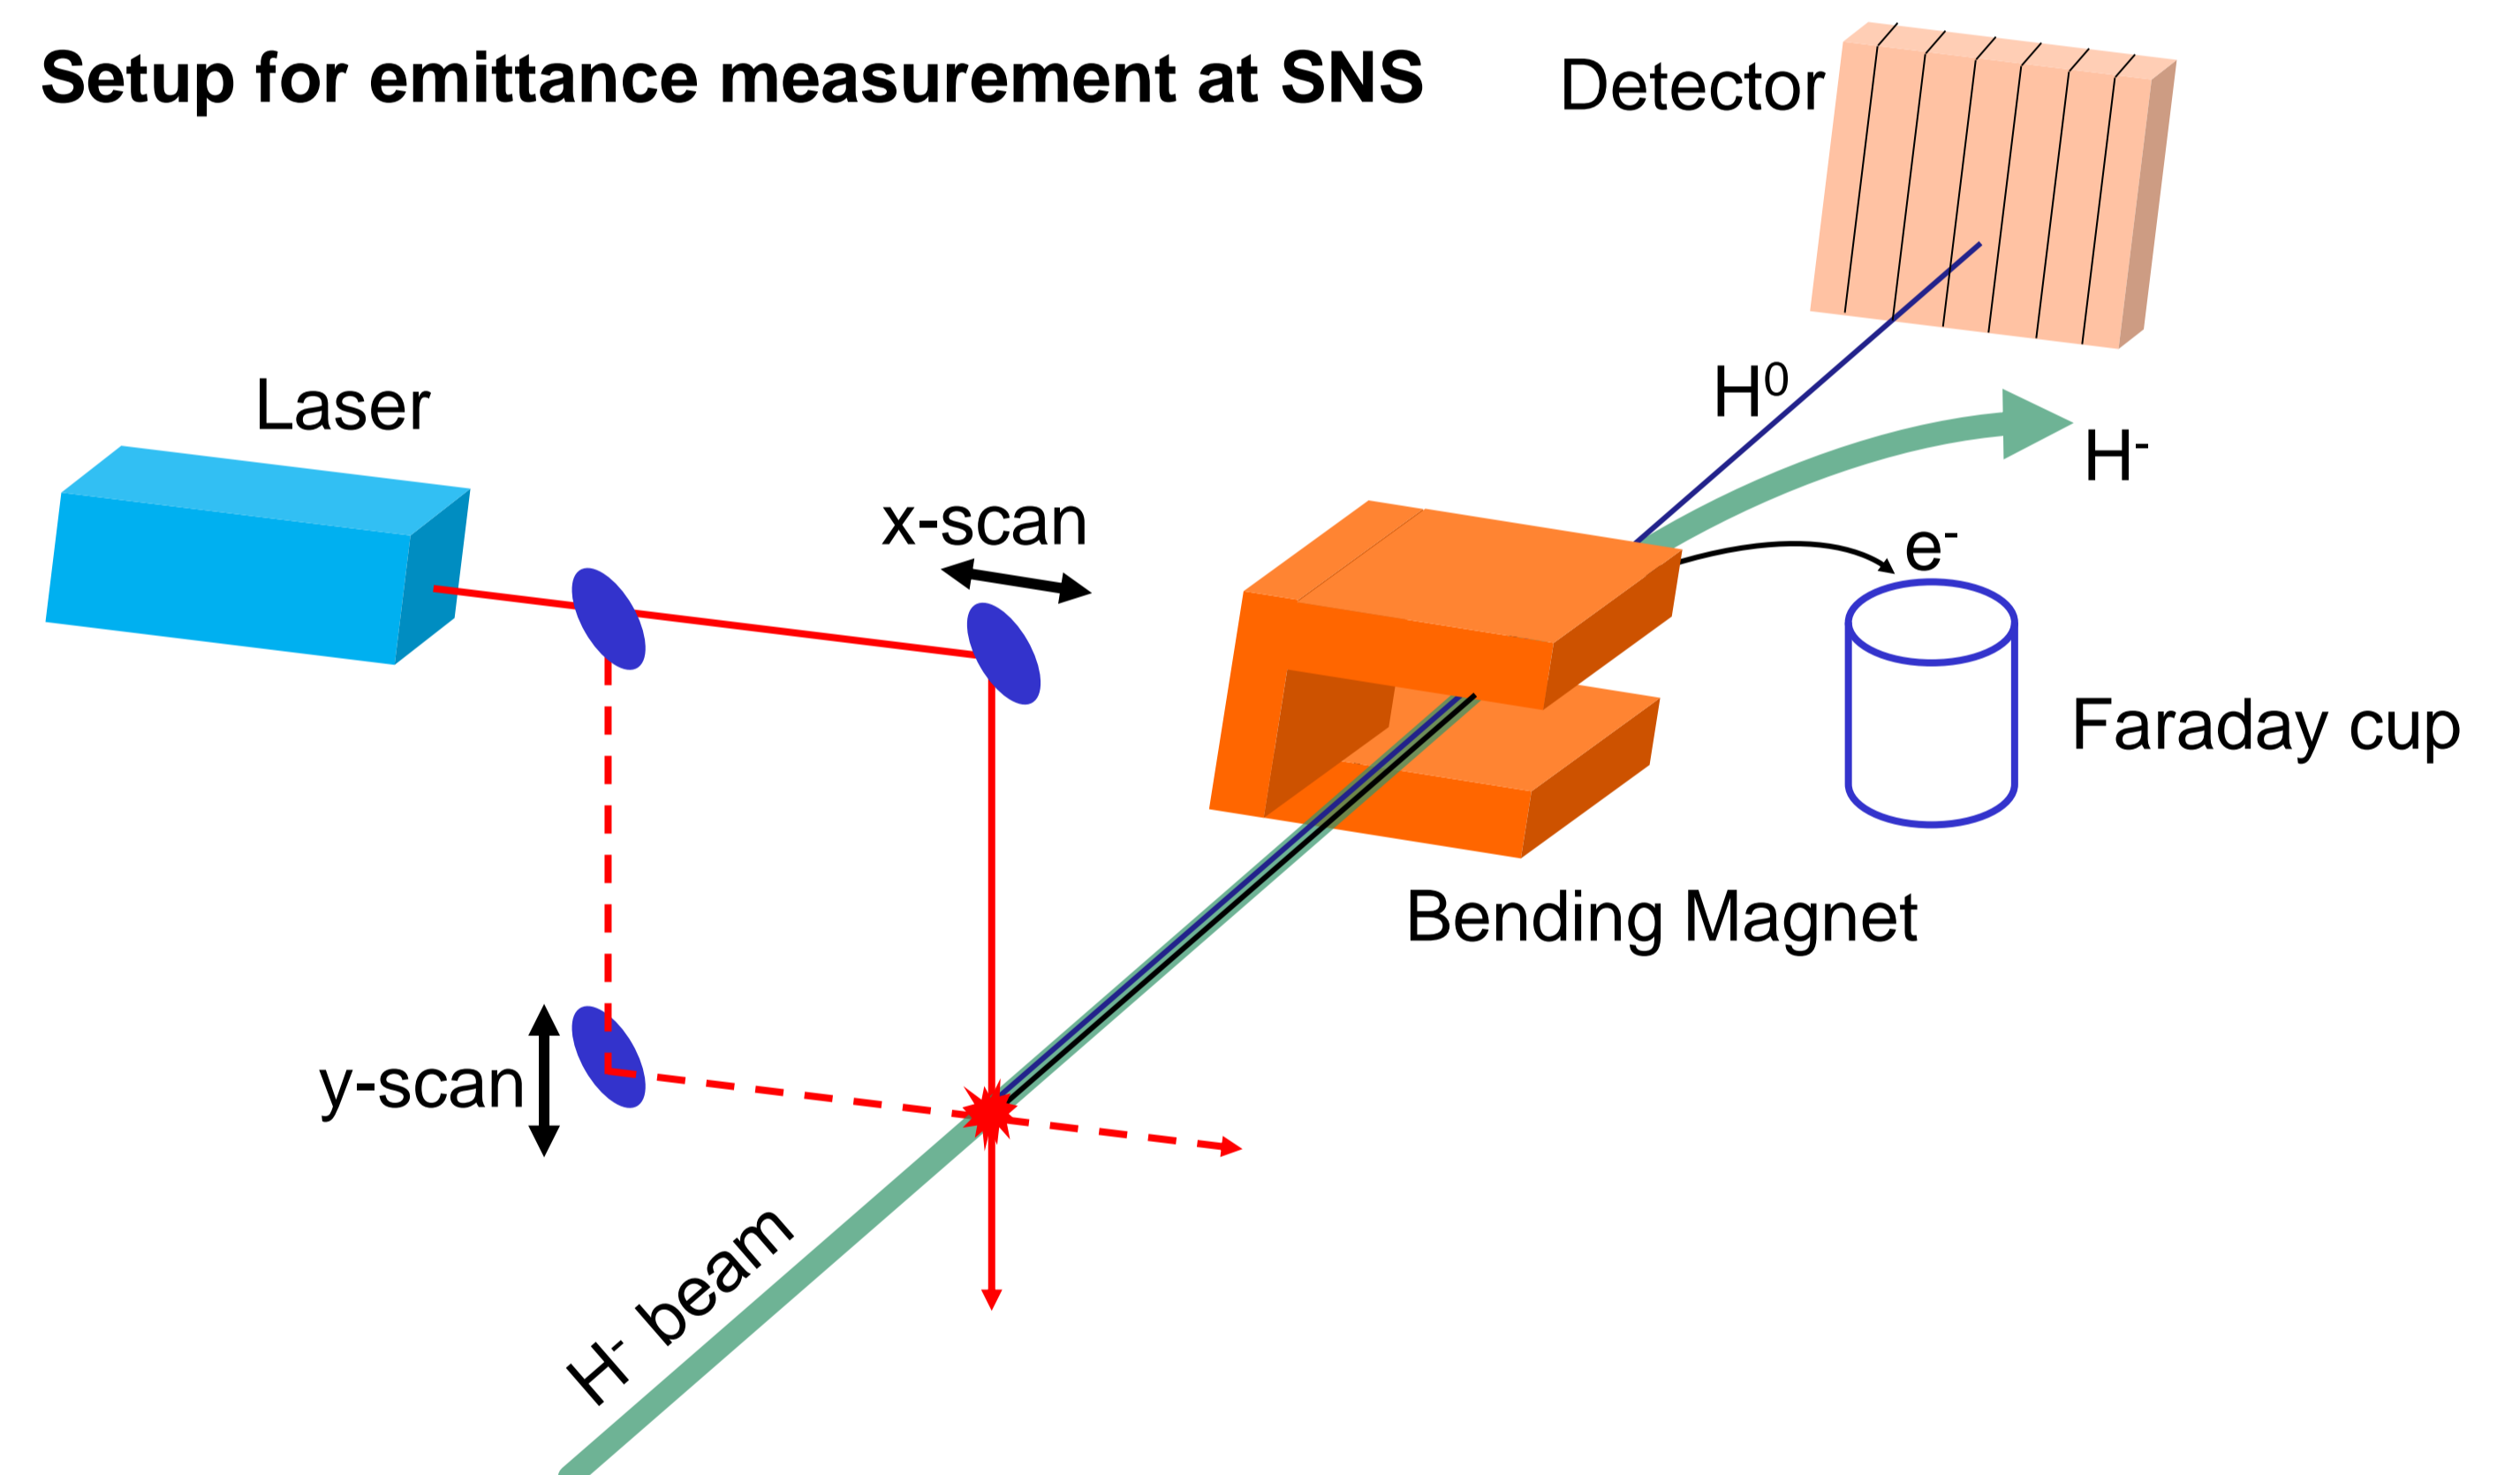 Setup for emittance measurement at SNS
Detector
Laser
H⁰
H⁻
x-scan
e⁻
Faraday cup
Bending Magnet
y-scan
H⁻ beam